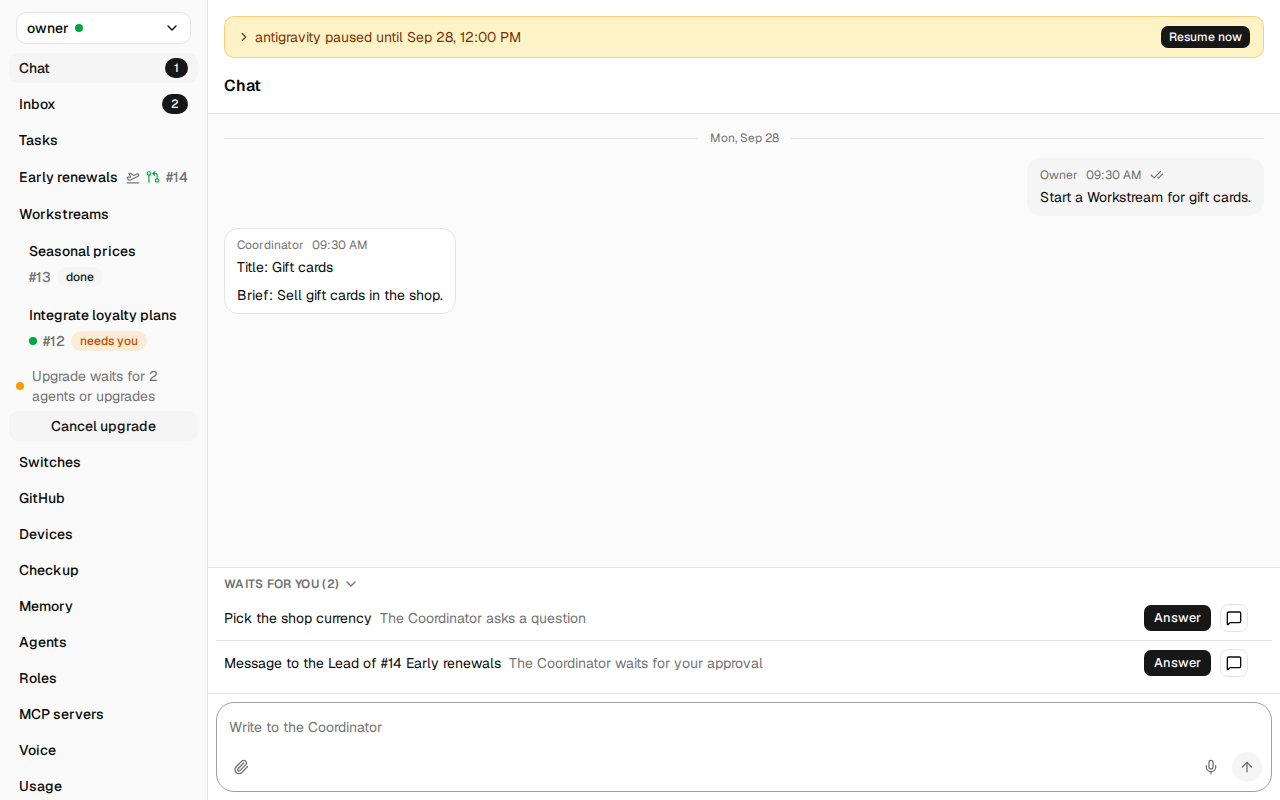 owner
Chat 1
Inbox 2
Tasks
Early renewals #14
Workstreams
Seasonal prices
#13 done
Integrate loyalty plans
#12 needs you
Upgrade waits for 2
agents or upgrades
Cancel upgrade
Switches
GitHub
Devices
Checkup
Memory
Agents
Roles
MCP servers
Voice
Usage
antigravity paused until Sep 28, 12:00 PM
Resume now
Chat
Mon, Sep 28
Owner 09:30 AM
Start a Workstream for gift cards.
Coordinator 09:30 AM
Title: Gift cards
Brief: Sell gift cards in the shop.
WAITS FOR YOU (2)
Pick the shop currency The Coordinator asks a question Answer
Message to the Lead of #14 Early renewals The Coordinator waits for your approval Answer
Write to the Coordinator